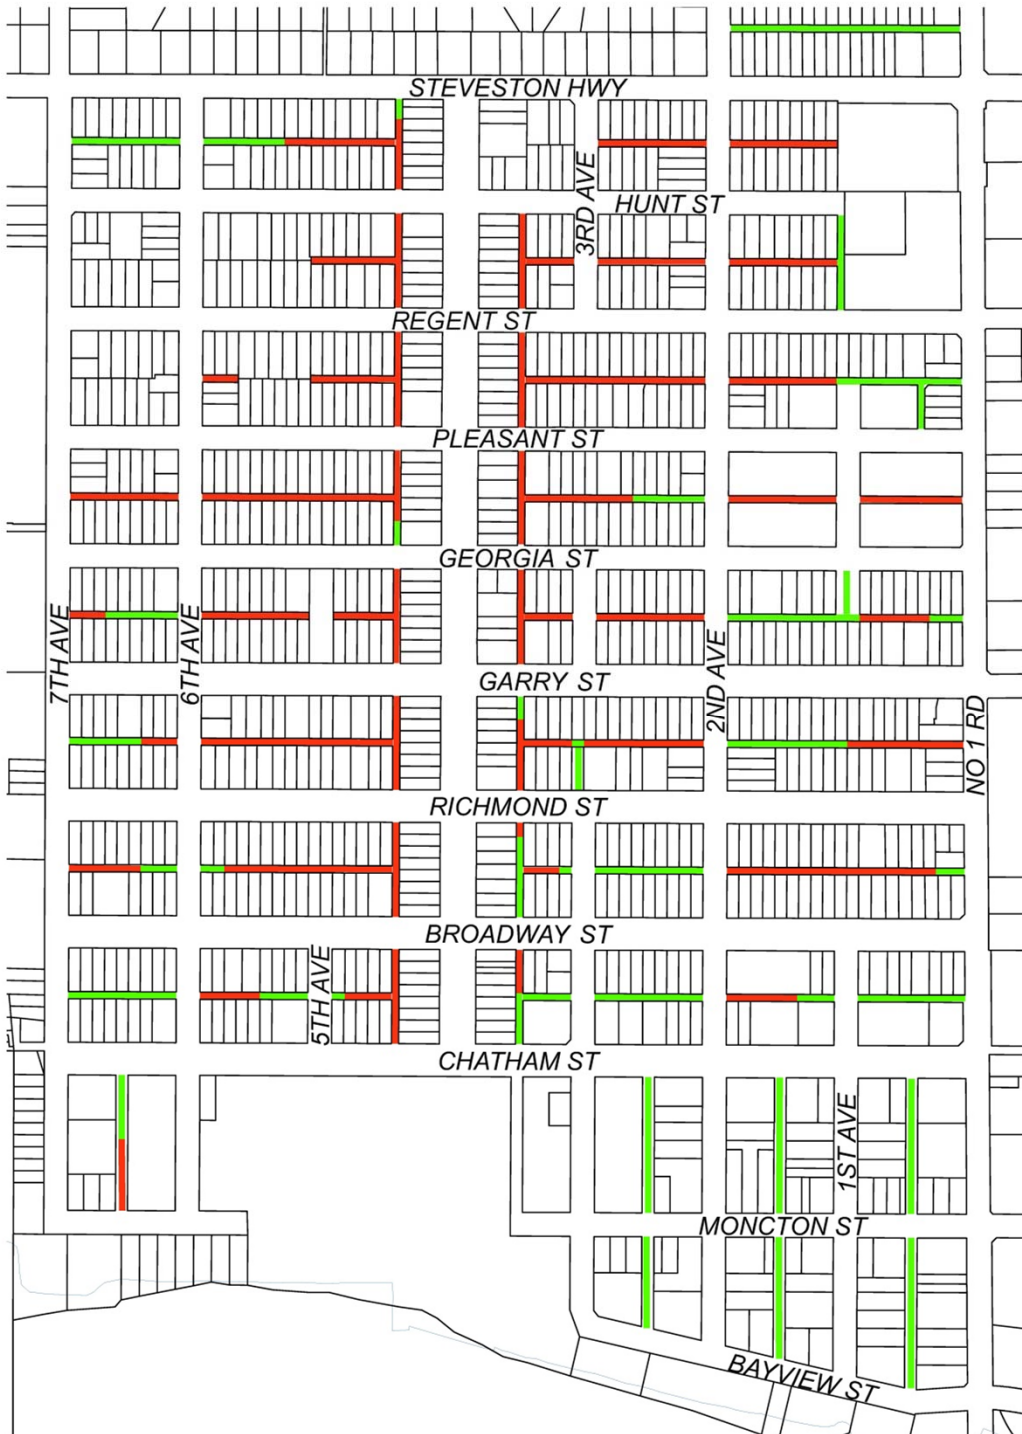 STEVESTON HWY
3RD AVE
HUNT ST
REGENT ST
PLEASANT ST
GEORGIA ST
7TH AVE
6TH AVE
2ND AVE
GARRY ST
NO 1 RD
RICHMOND ST
BROADWAY ST
5TH AVE
CHATHAM ST
1ST AVE
MONCTON ST
BAYVIEW ST